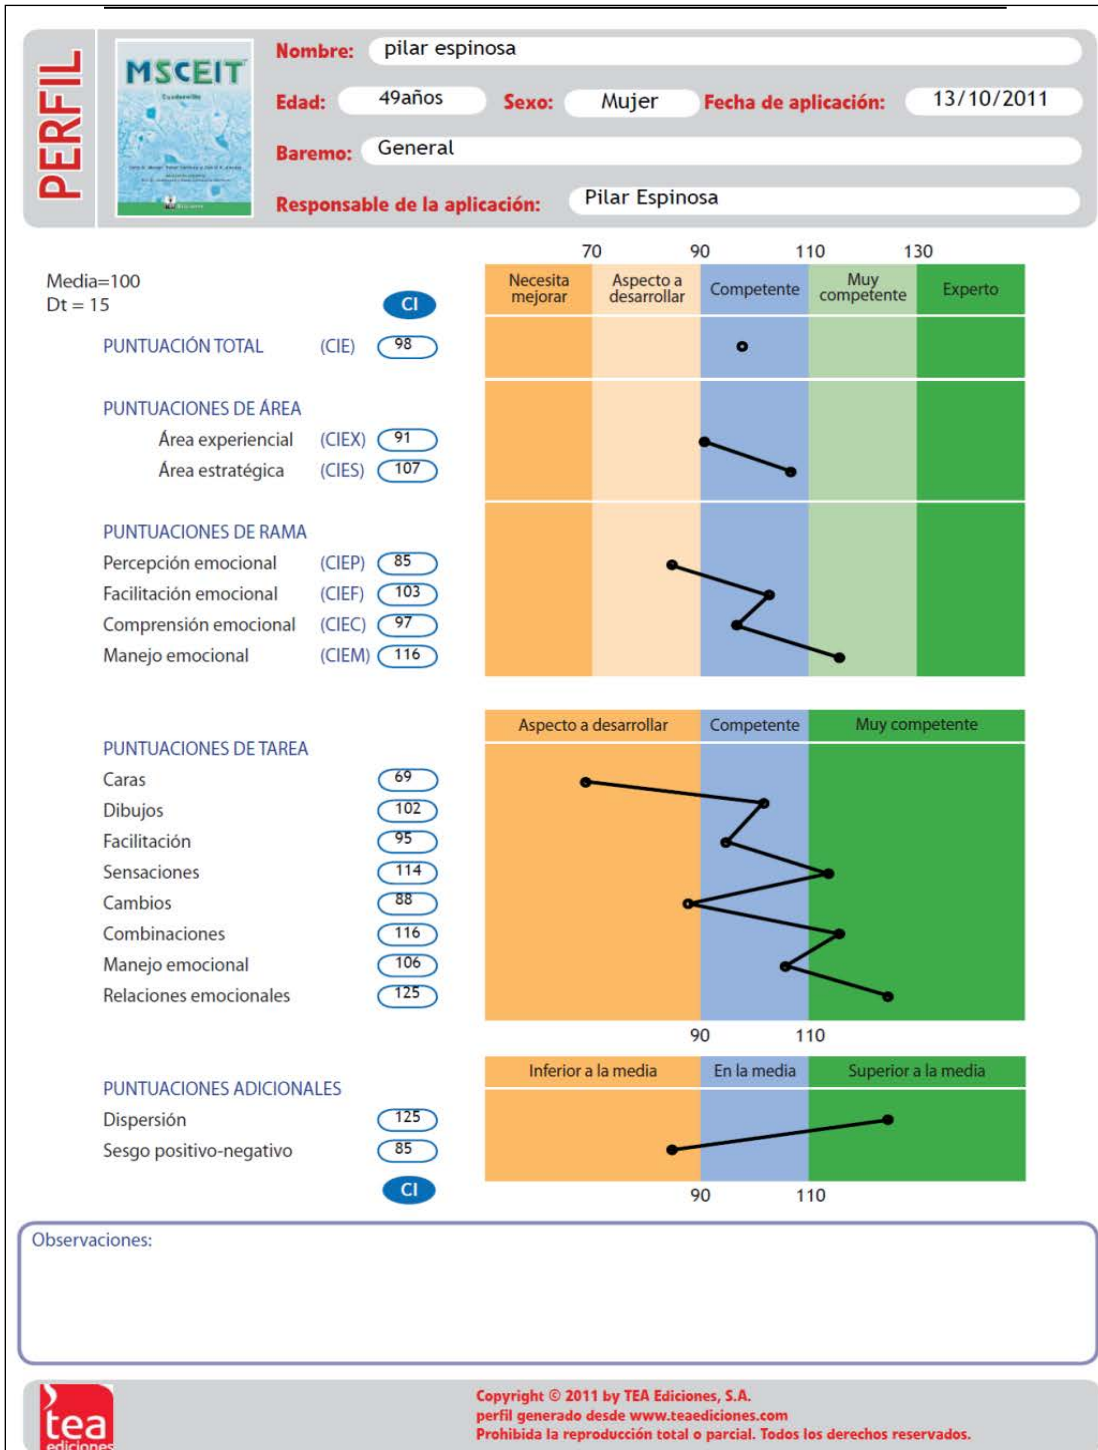 PERFIL
MSCEIT
Cuadernillo
Nombre: pilar espinosa
Edad: 49años Sexo: Mujer Fecha de aplicación: 13/10/2011
Baremo: General
Responsable de la aplicación: Pilar Espinosa
70 90 110 130
Media=100
Dt = 15
CI
Necesita mejorar Aspecto a desarrollar Competente Muy competente Experto
PUNTUACIÓN TOTAL (CIE) 98
PUNTUACIONES DE ÁREA
Área experiencial (CIEX) 91
Área estratégica (CIES) 107
PUNTUACIONES DE RAMA
Percepción emocional (CIEP) 85
Facilitación emocional (CIEF) 103
Comprensión emocional (CIEC) 97
Manejo emocional (CIEM) 116
Aspecto a desarrollar Competente Muy competente
PUNTUACIONES DE TAREA
Caras 69
Dibujos 102
Facilitación 95
Sensaciones 114
Cambios 88
Combinaciones 116
Manejo emocional 106
Relaciones emocionales 125
90 110
Inferior a la media En la media Superior a la media
PUNTUACIONES ADICIONALES
Dispersión 125
Sesgo positivo-negativo 85
CI
90 110
Observaciones:
tea
ediciones
Copyright © 2011 by TEA Ediciones, S.A.
perfil generado desde www.teaediciones.com
Prohibida la reproducción total o parcial. Todos los derechos reservados.